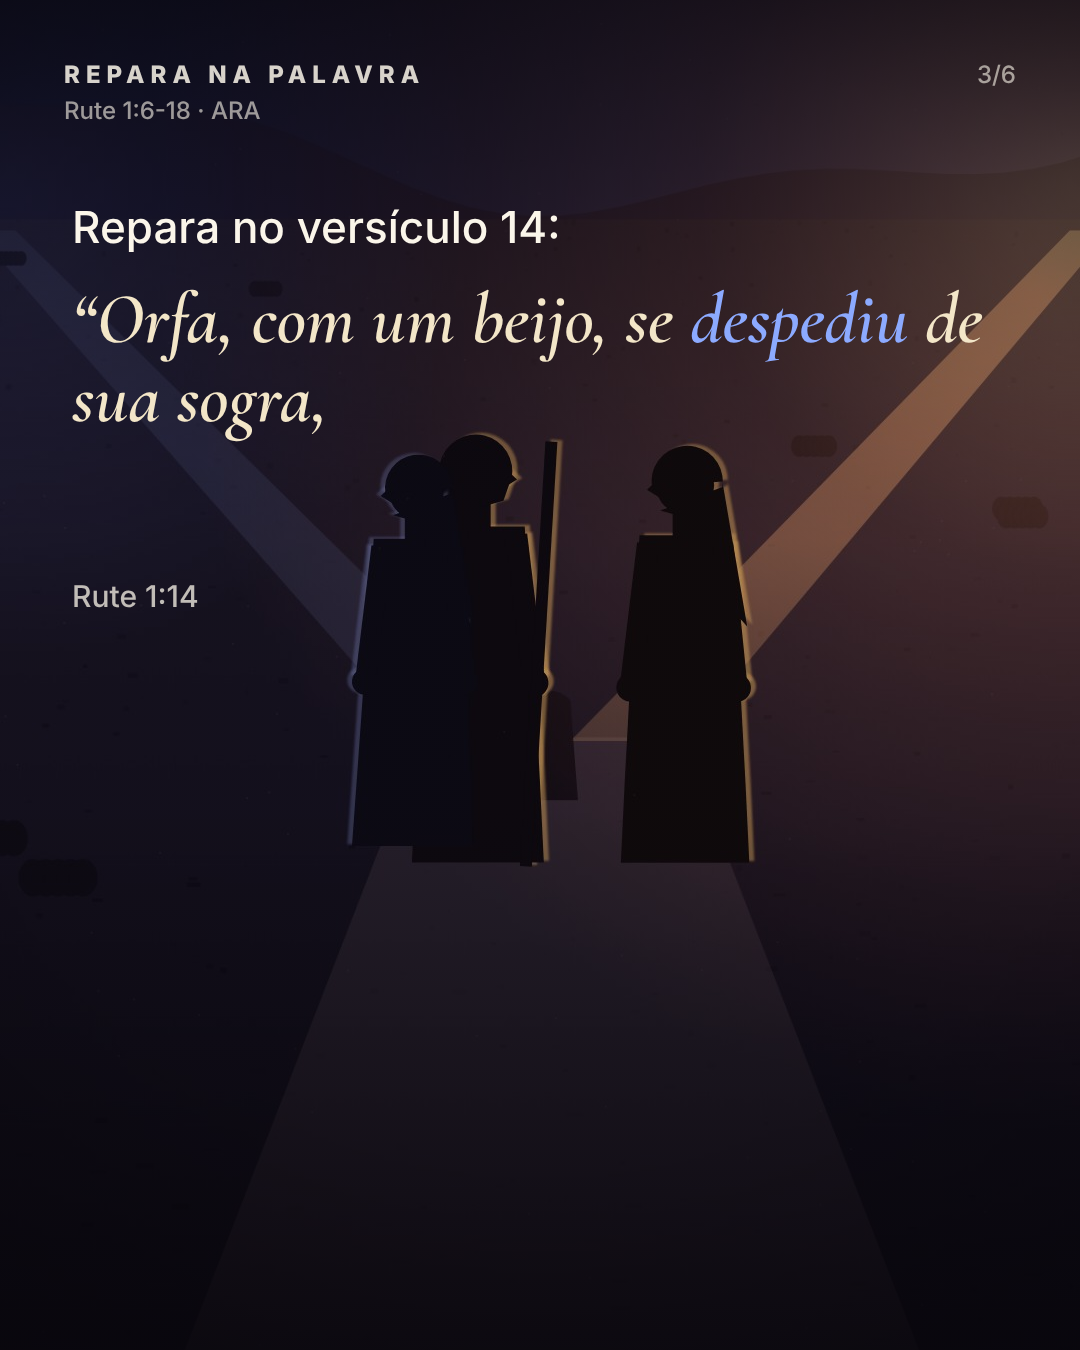 REPARA NA PALAVRA
3/6
Rute 1:6-18 · ARA
Repara no versículo 14:
“Orfa, com um beijo, se despediu de
sua sogra,
Rute 1:14